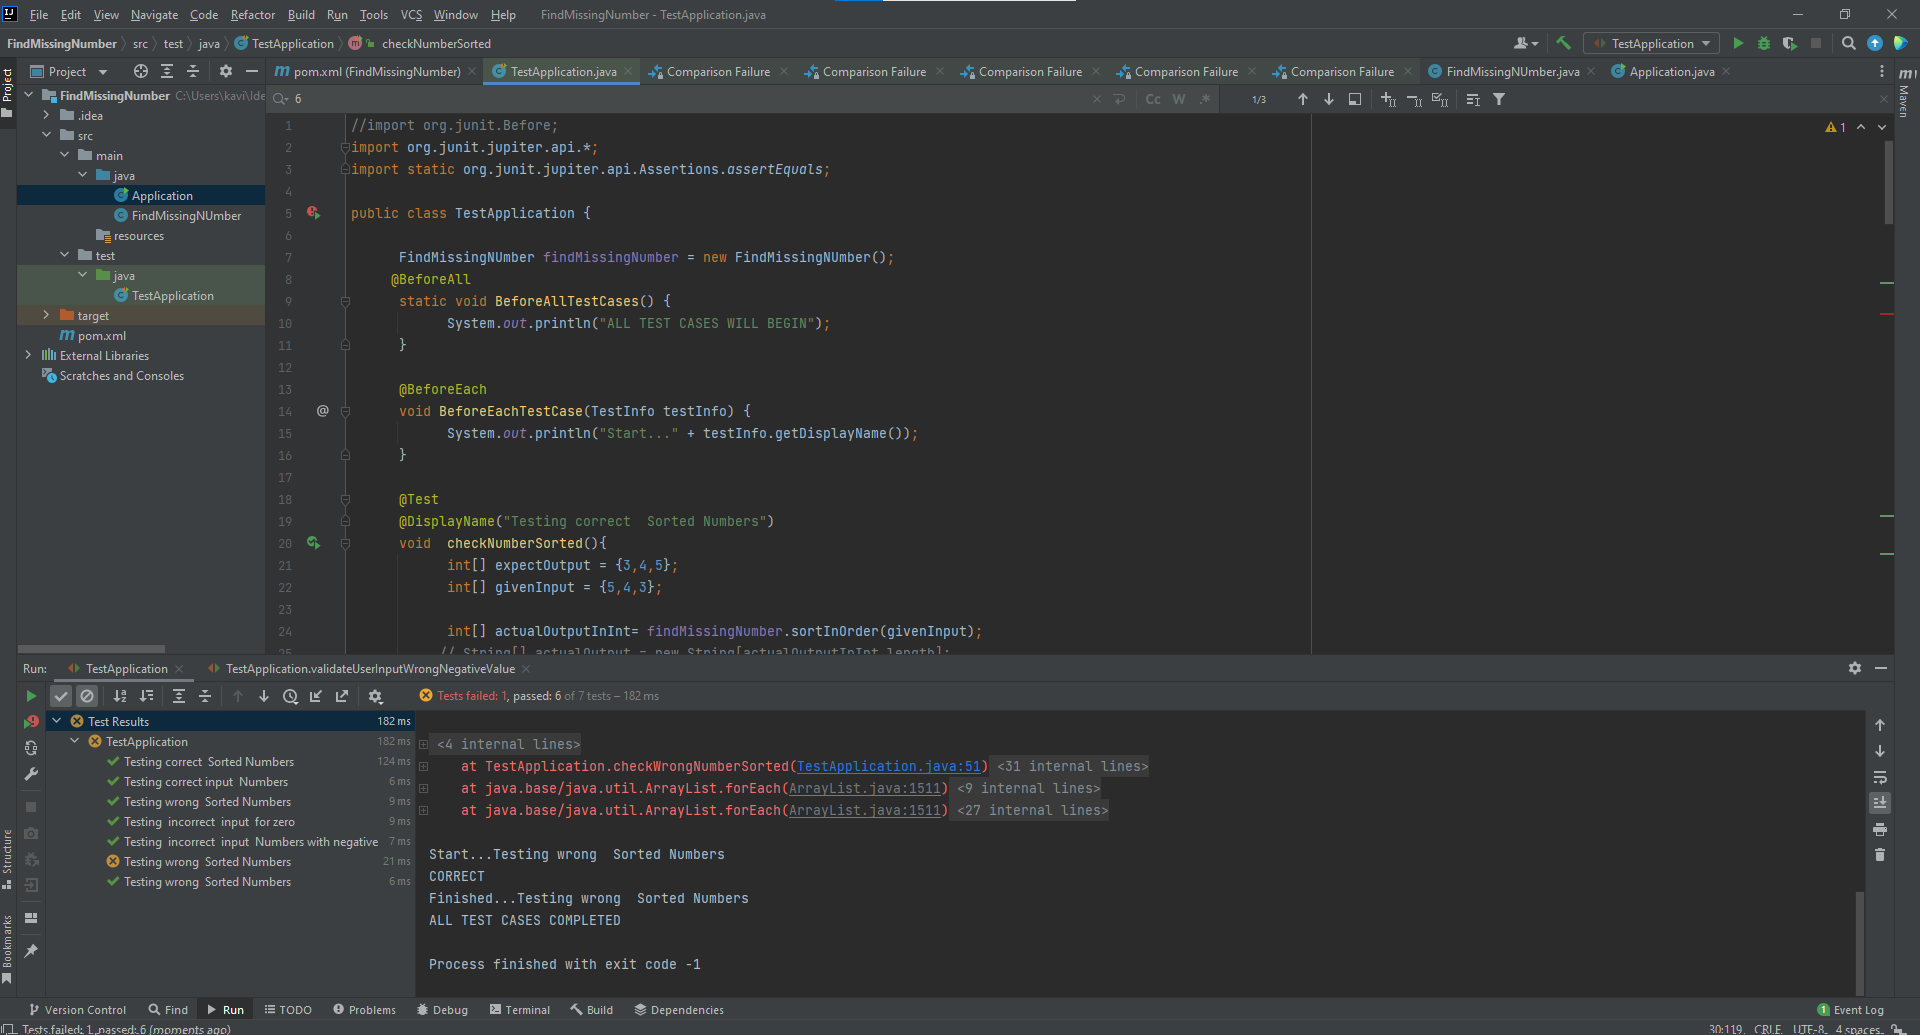 File Edit View Navigate Code Refactor Build Run Tools VCS Window Help FindMissingNumber - TestApplication.java
FindMissingNumber src test java TestApplication checkNumberSorted
TestApplication
Project
pom.xml (FindMissingNumber) TestApplication.java Comparison Failure Comparison Failure Comparison Failure Comparison Failure Comparison Failure FindMissingNUmber.java Application.java
6 Cc W .* 1/3
Project
Maven
FindMissingNumber C:\Users\kavi\Ide
.idea
src
main
java
Application
FindMissingNUmber
resources
test
java
TestApplication
target
pom.xml
External Libraries
Scratches and Consoles
1
1 //import org.junit.Before;
2 import org.junit.jupiter.api.*;
3 import static org.junit.jupiter.api.Assertions.assertEquals;
4
5 public class TestApplication {
6
7 FindMissingNUmber findMissingNumber = new FindMissingNUmber();
8 @BeforeAll
9 static void BeforeAllTestCases() {
10 System.out.println("ALL TEST CASES WILL BEGIN");
11 }
12
13 @BeforeEach
14 @ void BeforeEachTestCase(TestInfo testInfo) {
15 System.out.println("Start..." + testInfo.getDisplayName());
16 }
17
18 @Test
19 @DisplayName("Testing correct  Sorted Numbers")
20 void  checkNumberSorted(){
21 int[] expectOutput = {3,4,5};
22 int[] givenInput = {5,4,3};
23
24 int[] actualOutputInInt= findMissingNumber.sortInOrder(givenInput);
25 // String[] actualOutput = new String[actualOutputInInt.length];
Run: TestApplication TestApplication.validateUserInputWrongNegativeValue
Tests failed: 1, passed: 6 of 7 tests – 182 ms
Test Results 182 ms
TestApplication 182 ms
Testing correct  Sorted Numbers 124 ms
Testing correct input  Numbers 6 ms
Testing wrong  Sorted Numbers 9 ms
Testing  incorrect  input  for zero 9 ms
Testing  incorrect  input  Numbers with negative 7 ms
Testing wrong  Sorted Numbers 21 ms
Testing wrong  Sorted Numbers 6 ms
<4 internal lines>
at TestApplication.checkWrongNumberSorted(TestApplication.java:51) <31 internal lines>
at java.base/java.util.ArrayList.forEach(ArrayList.java:1511) <9 internal lines>
at java.base/java.util.ArrayList.forEach(ArrayList.java:1511) <27 internal lines>
Start...Testing wrong  Sorted Numbers
CORRECT
Finished...Testing wrong  Sorted Numbers
ALL TEST CASES COMPLETED
Process finished with exit code -1
Structure
Bookmarks
Version Control Find Run TODO Problems Debug Terminal Build Dependencies 1 Event Log
Tests failed: 1, passed: 6 (moments ago) 30:119 CRLF UTF-8 4 spaces